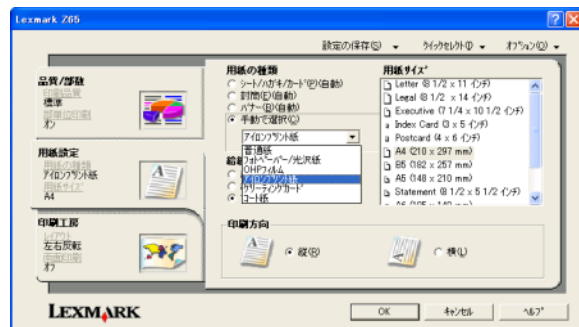 Lexmark Z65
設定の保存(S)
クイックセレクト(I)
オプション(O)
品質/部数
印刷品質
標準
部単位印刷
オン
用紙設定
用紙の種類
アイロンプリント紙
用紙サイズ
A4
印刷工房
レイアウト
左右反転
両面印刷
オフ
用紙の種類
シート/ハガキ/カード(P)(自動)
封筒(E)(自動)
バナー(B)(自動)
手動で選択(C)
アイロンプリント紙
普通紙
フォトペーパー/光沢紙
OHPフィルム
アイロンプリント紙
グリーティングカード
コート紙
用紙サイズ
Letter (8 1/2 x 11 インチ)
Legal (8 1/2 x 14 インチ)
Executive (7 1/4 x 10 1/2 インチ)
Index Card (3 x 5 インチ)
Postcard (4 x 6 インチ)
A4 (210 x 297 mm)
B5 (182 x 257 mm)
A5 (148 x 210 mm)
Statement (8 1/2 x 5 1/2 インチ)
印刷方向
縦(R)
横(L)
LEXMARK
OK
キャンセル
ヘルプ